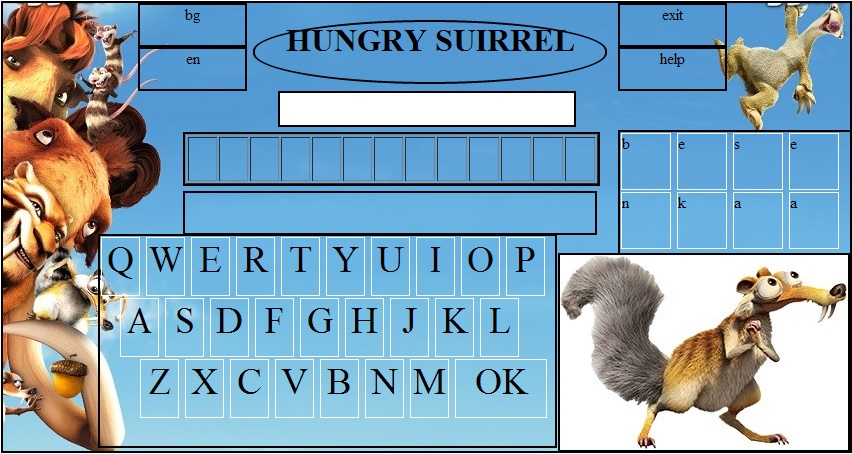 bg
en
HUNGRY SUIRREL
exit
help
b e s e
n k a a
Q W E R T Y U I O P
A S D F G H J K L
Z X C V B N M OK